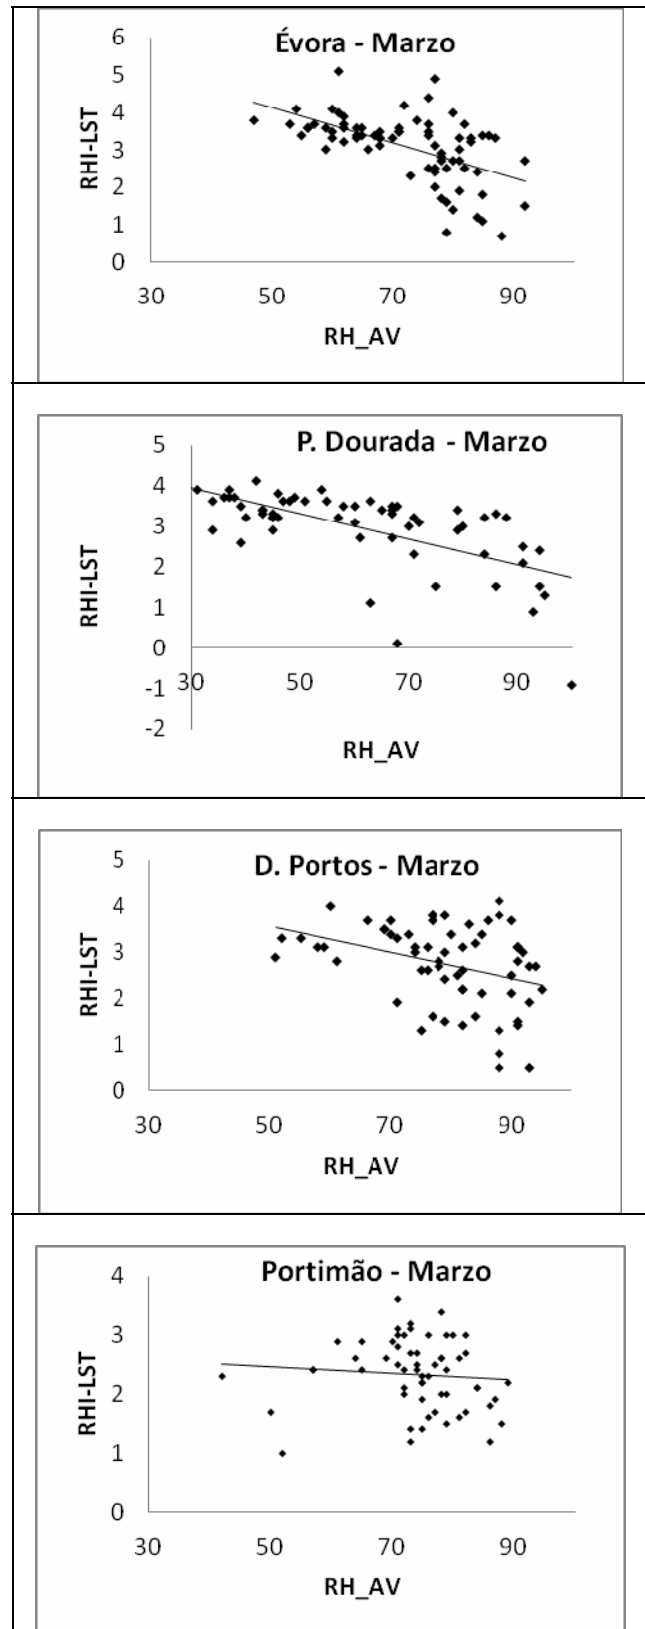 Évora - Marzo
6
5
4
3
2
1
0
RHI-LST
30 50 70 90
RH_AV
P. Dourada - Marzo
5
4
3
2
1
0
-1
-2
RHI-LST
30 50 70 90
RH_AV
D. Portos - Marzo
5
4
3
2
1
0
RHI-LST
30 50 70 90
RH_AV
Portimão - Marzo
4
3
2
1
0
RHI-LST
30 50 70 90
RH_AV